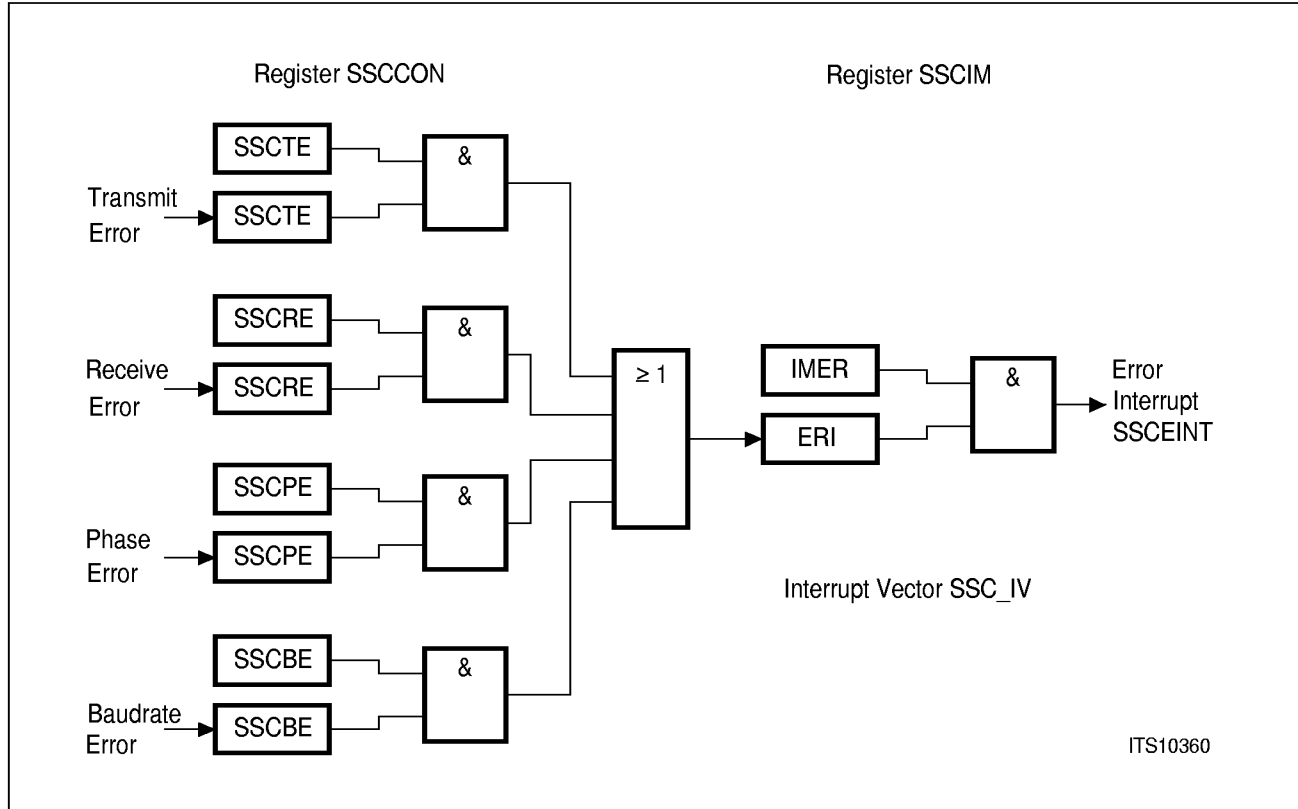 Register SSCCON
Register SSCIM
SSCTE
&
Transmit
Error
SSCTE
SSCRE
&
Receive
Error
SSCRE
≥ 1
IMER
&
Error
Interrupt
SSCEINT
ERI
SSCPE
&
Phase
Error
SSCPE
Interrupt Vector SSC_IV
SSCBE
&
Baudrate
Error
SSCBE
ITS10360